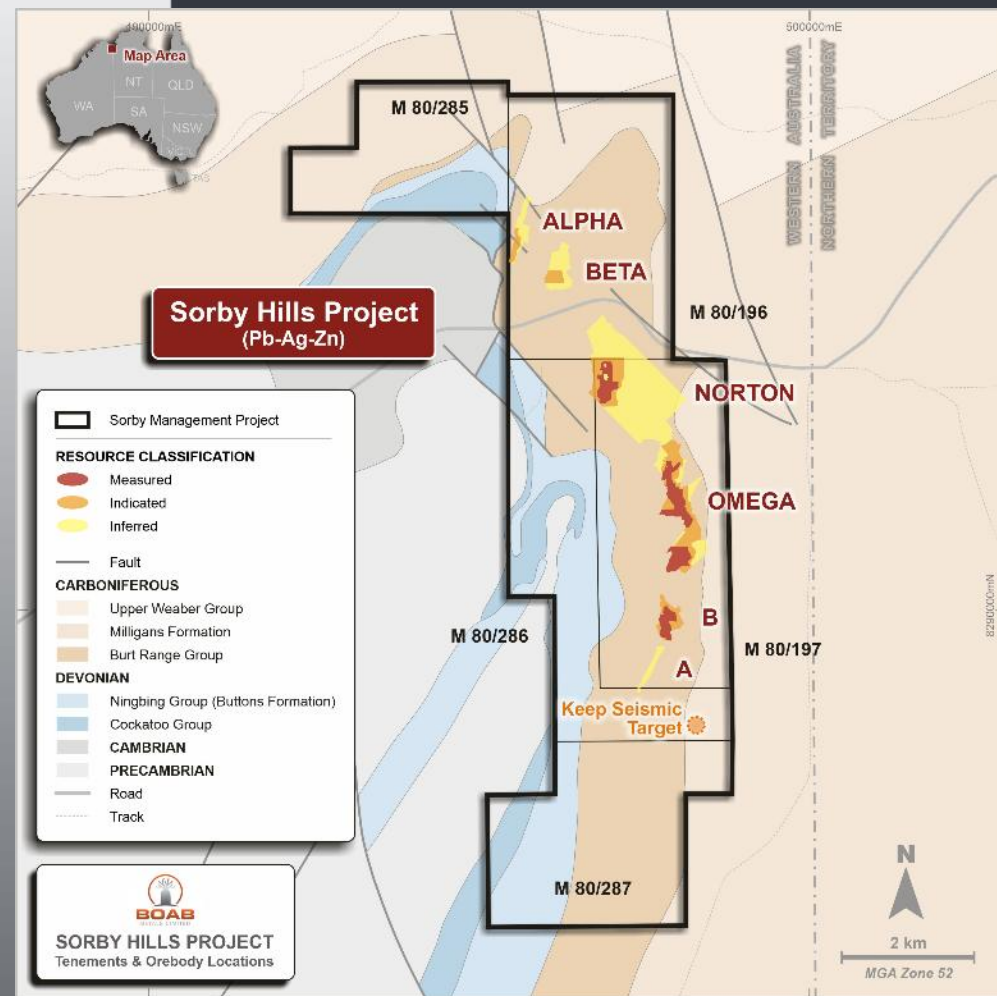 480000mE
500000mE
Map Area
NT
QLD
WA
SA
NSW
VIC
TAS
WESTERN AUSTRALIA
NORTHERN TERRITORY
M 80/285
ALPHA
BETA
Sorby Hills Project
(Pb-Ag-Zn)
M 80/196
NORTON
OMEGA
B
M 80/286
M 80/197
A
Keep Seismic
Target
M 80/287
8290000mN
Sorby Management Project
RESOURCE CLASSIFICATION
Measured
Indicated
Inferred
Fault
CARBONIFEROUS
Upper Weaber Group
Milligans Formation
Burt Range Group
DEVONIAN
Ningbing Group (Buttons Formation)
Cockatoo Group
CAMBRIAN
PRECAMBRIAN
Road
Track
BOAB
SORBY HILLS PROJECT
Tenements & Orebody Locations
N
2 km
MGA Zone 52